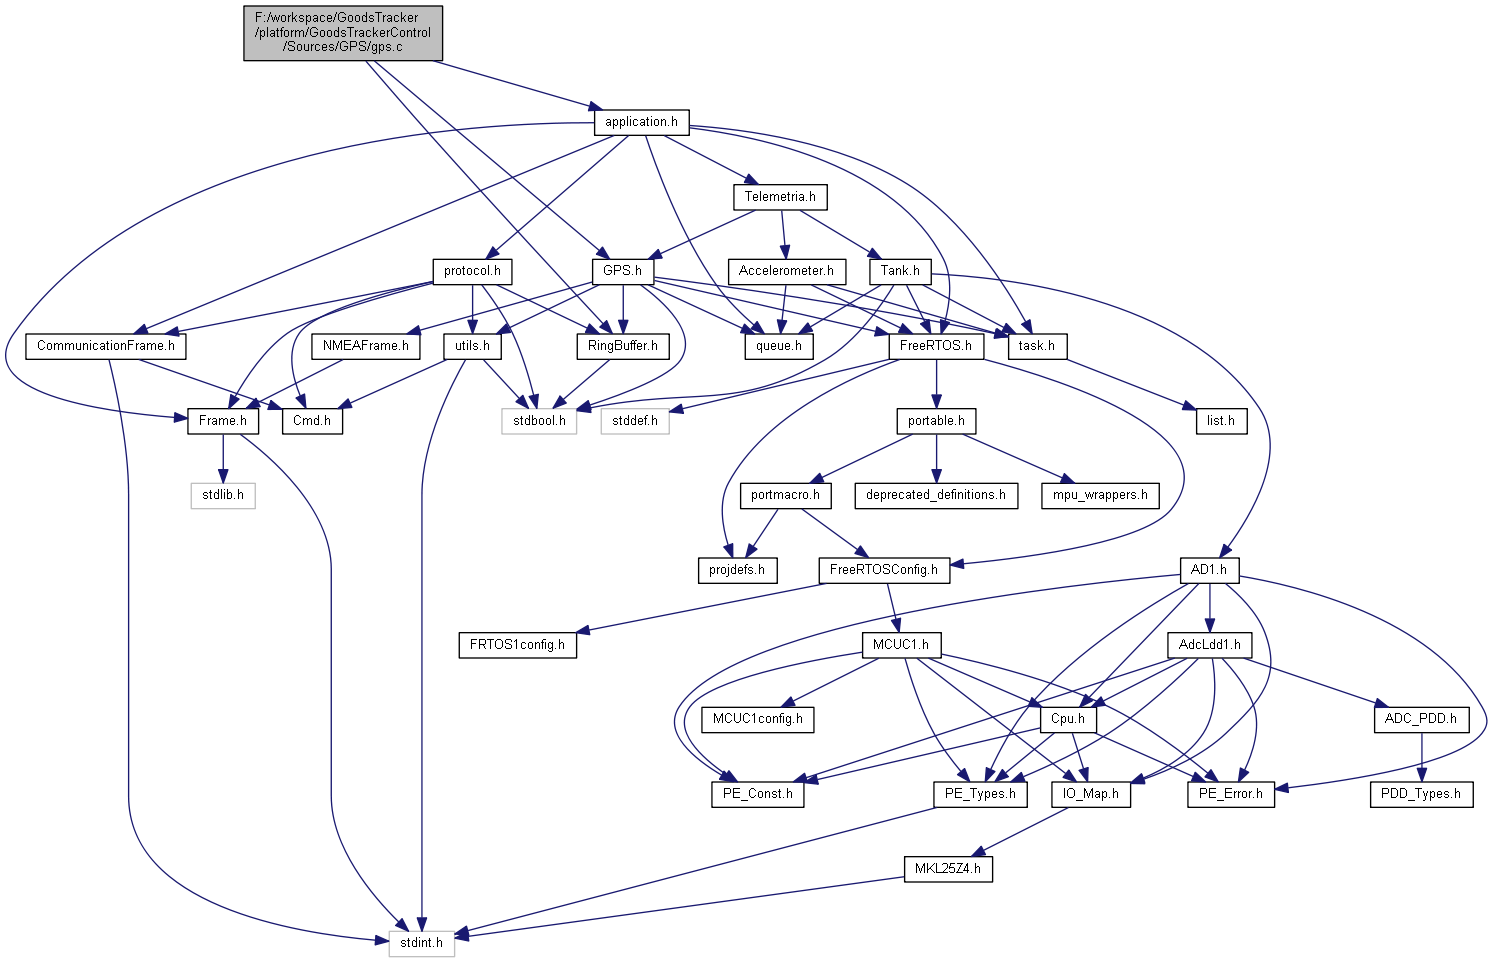 F:/workspace/GoodsTracker
/platform/GoodsTrackerControl
/Sources/GPS/gps.c
application.h
Telemetria.h
protocol.h
GPS.h
Accelerometer.h
Tank.h
CommunicationFrame.h
NMEAFrame.h
utils.h
RingBuffer.h
queue.h
FreeRTOS.h
task.h
Frame.h
Cmd.h
stdbool.h
stddef.h
portable.h
list.h
stdlib.h
portmacro.h
deprecated_definitions.h
mpu_wrappers.h
projdefs.h
FreeRTOSConfig.h
AD1.h
FRTOS1config.h
MCUC1.h
AdcLdd1.h
MCUC1config.h
Cpu.h
ADC_PDD.h
PE_Const.h
PE_Types.h
IO_Map.h
PE_Error.h
PDD_Types.h
MKL25Z4.h
stdint.h